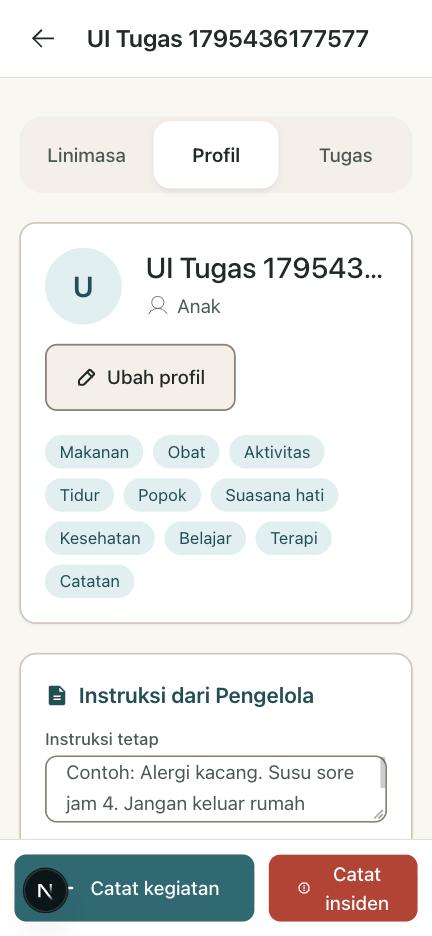 UI Tugas 1795436177577
Linimasa
Profil
Tugas
U
UI Tugas 179543...
Anak
Ubah profil
Makanan
Obat
Aktivitas
Tidur
Popok
Suasana hati
Kesehatan
Belajar
Terapi
Catatan
Instruksi dari Pengelola
Instruksi tetap
Contoh: Alergi kacang. Susu sore
jam 4. Jangan keluar rumah
N
Catat kegiatan
Catat
insiden